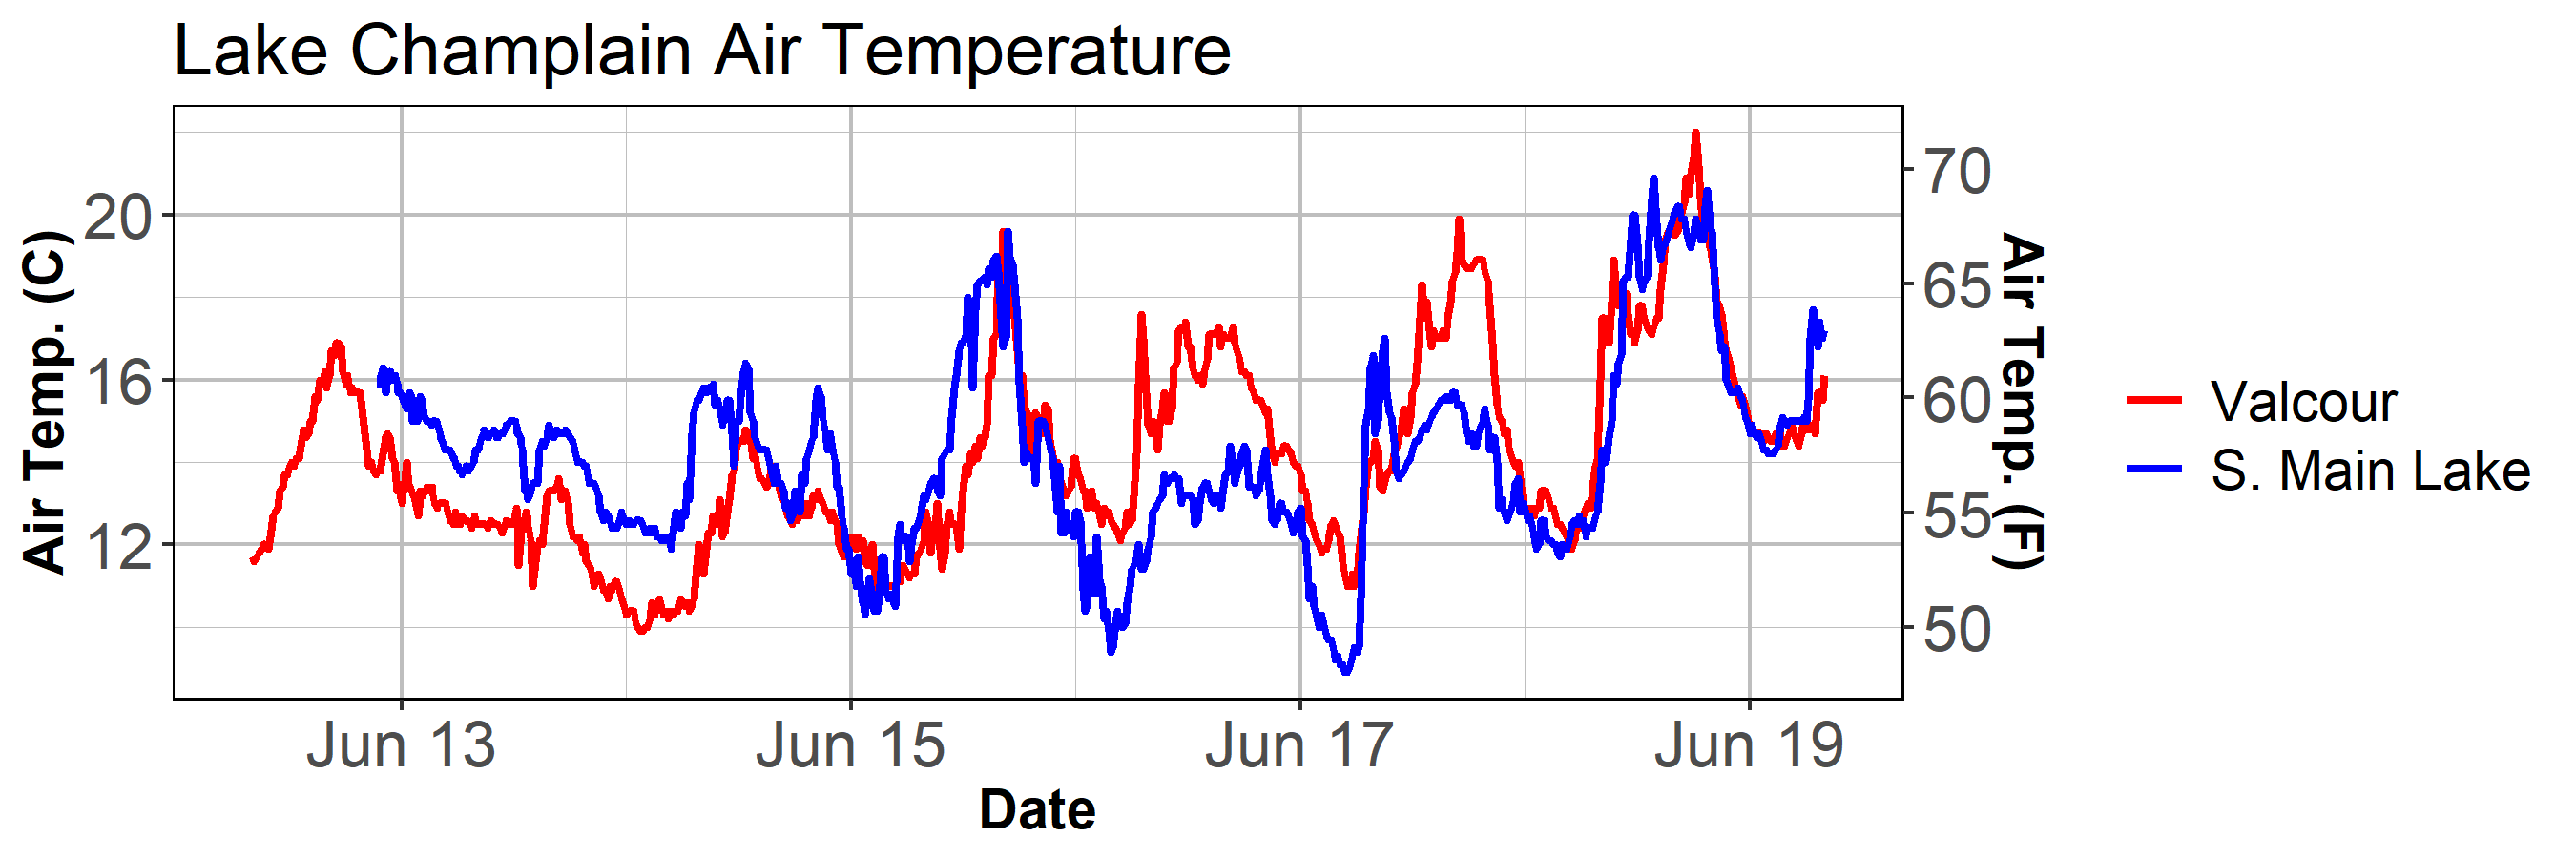 Lake Champlain Air Temperature
Air Temp. (C)
20
16
12
70
65
60
55
50
Air Temp. (F)
Jun 13
Jun 15
Jun 17
Jun 19
Date
Valcour
S. Main Lake